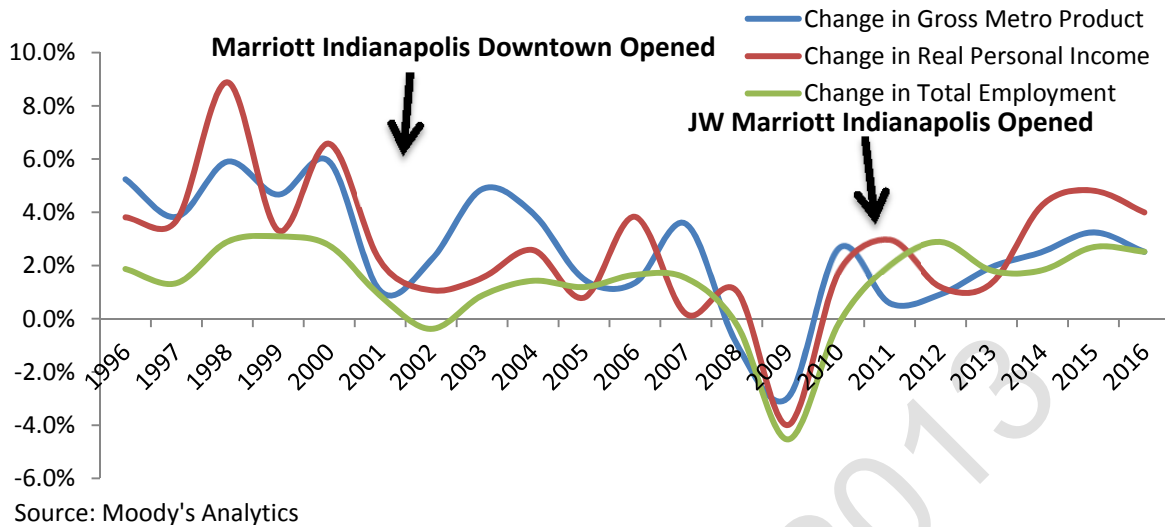 Change in Gross Metro Product
Change in Real Personal Income
Change in Total Employment
Marriott Indianapolis Downtown Opened
JW Marriott Indianapolis Opened
10.0%
8.0%
6.0%
4.0%
2.0%
0.0%
-2.0%
-4.0%
-6.0%
1996 1997 1998 1999 2000 2001 2002 2003 2004 2005 2006 2007 2008 2009 2010 2011 2012 2013 2014 2015 2016
2013
Source: Moody's Analytics